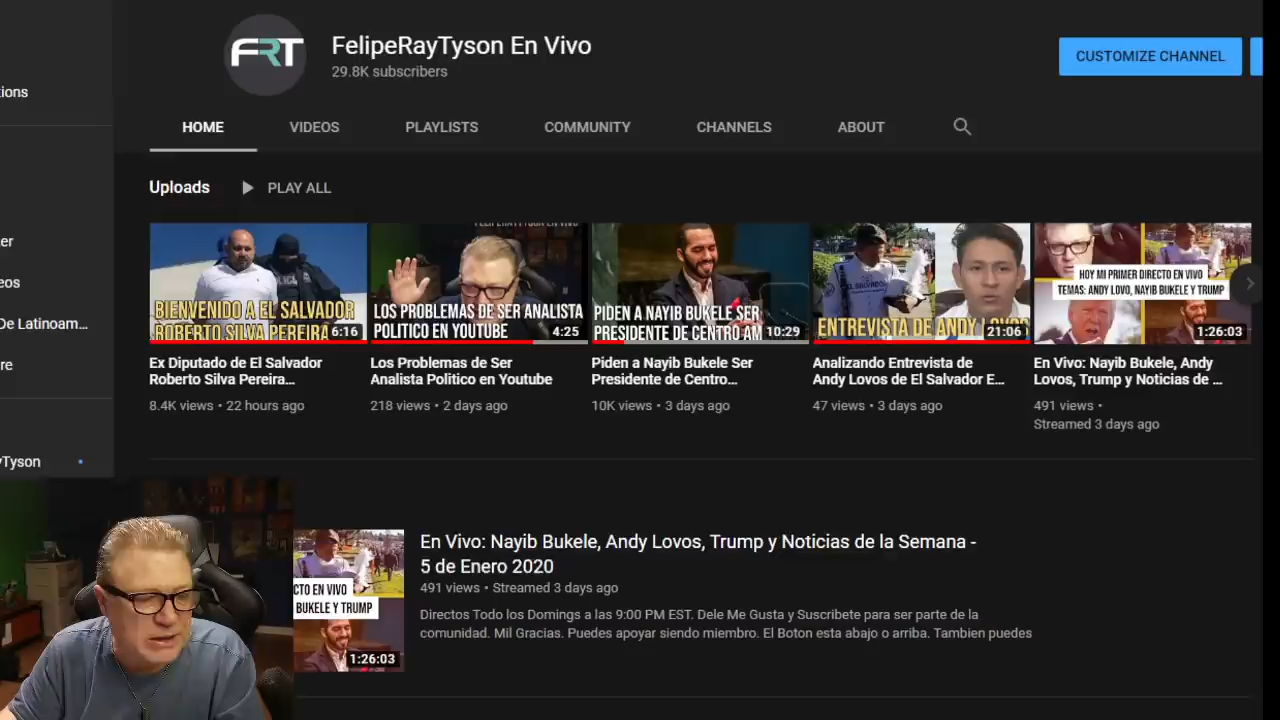 FRT
FelipeRayTyson En Vivo
29.8K subscribers
CUSTOMIZE CHANNEL
ions
HOME
VIDEOS
PLAYLISTS
COMMUNITY
CHANNELS
ABOUT
Uploads
PLAY ALL
er
eos
De Latinoam...
re
yTyson
BIENVENIDO A EL SALVADOR
ROBERTO SILVA PEREIRA
6:16
Ex Diputado de El Salvador
Roberto Silva Pereira...
8.4K views • 22 hours ago
FELIPERAYTYSON EN VIVO
LOS PROBLEMAS DE SER ANALISTA
POLITICO EN YOUTUBE
4:25
Los Problemas de Ser
Analista Politico en Youtube
218 views • 2 days ago
PIDEN A NAYIB BUKELE SER
PRESIDENTE DE CENTRO AM
10:29
Piden a Nayib Bukele Ser
Presidente de Centro...
10K views • 3 days ago
EL SALVADOR
ENTREVISTA DE ANDY LOVOS
21:06
Analizando Entrevista de
Andy Lovos de El Salvador E...
47 views • 3 days ago
HOY MI PRIMER DIRECTO EN VIVO
TEMAS: ANDY LOVO, NAYIB BUKELE Y TRUMP
1:26:03
En Vivo: Nayib Bukele, Andy
Lovos, Trump y Noticias de ...
491 views •
Streamed 3 days ago
CTO EN VIVO
BUKELE Y TRUMP
1:26:03
En Vivo: Nayib Bukele, Andy Lovos, Trump y Noticias de la Semana -
5 de Enero 2020
491 views • Streamed 3 days ago
Directos Todo los Domings a las 9:00 PM EST. Dele Me Gusta y Suscribete para ser parte de la
comunidad. Mil Gracias. Puedes apoyar siendo miembro. El Boton esta abajo o arriba. Tambien puedes